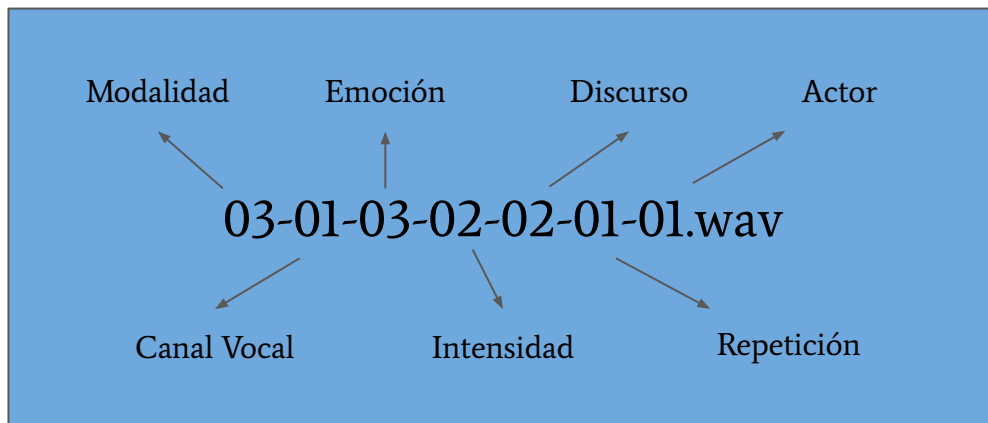 Modalidad Emoción Discurso Actor
03-01-03-02-02-01-01.wav
Canal Vocal Intensidad Repetición